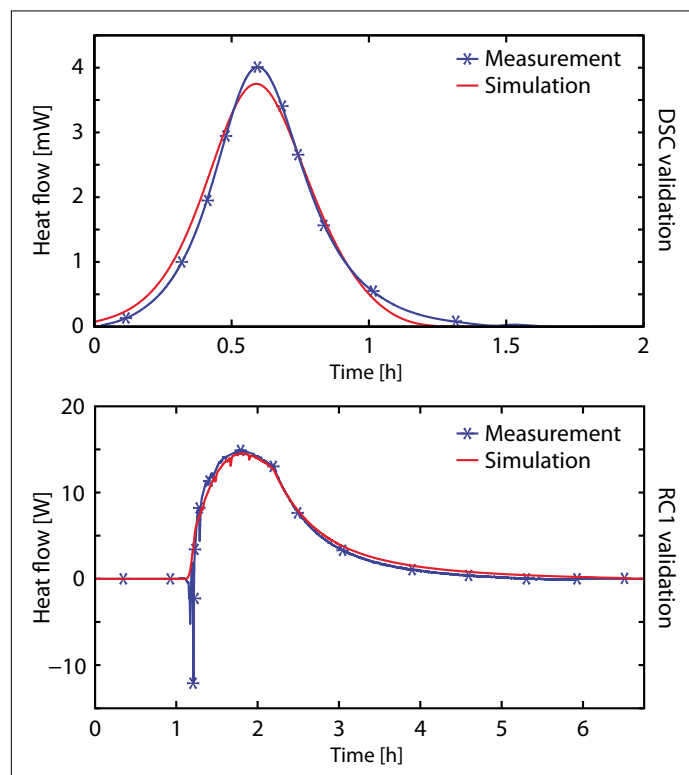 4
3
2
1
0
Heat flow [mW]
Measurement
Simulation
DSC validation
0
0.5
1
1.5
2
Time [h]
20
10
0
−10
Heat flow [W]
Measurement
Simulation
RC1 validation
0
1
2
3
4
5
6
Time [h]